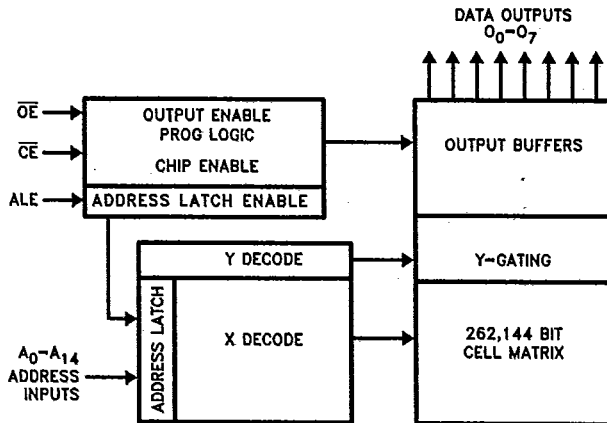 DATA OUTPUTS
O₀–O₇
OE
CE
ALE
OUTPUT ENABLE
PROG LOGIC
CHIP ENABLE
ADDRESS LATCH ENABLE
OUTPUT BUFFERS
Y DECODE
Y–GATING
ADDRESS LATCH
X DECODE
262,144 BIT
CELL MATRIX
A₀–A₁₄
ADDRESS
INPUTS